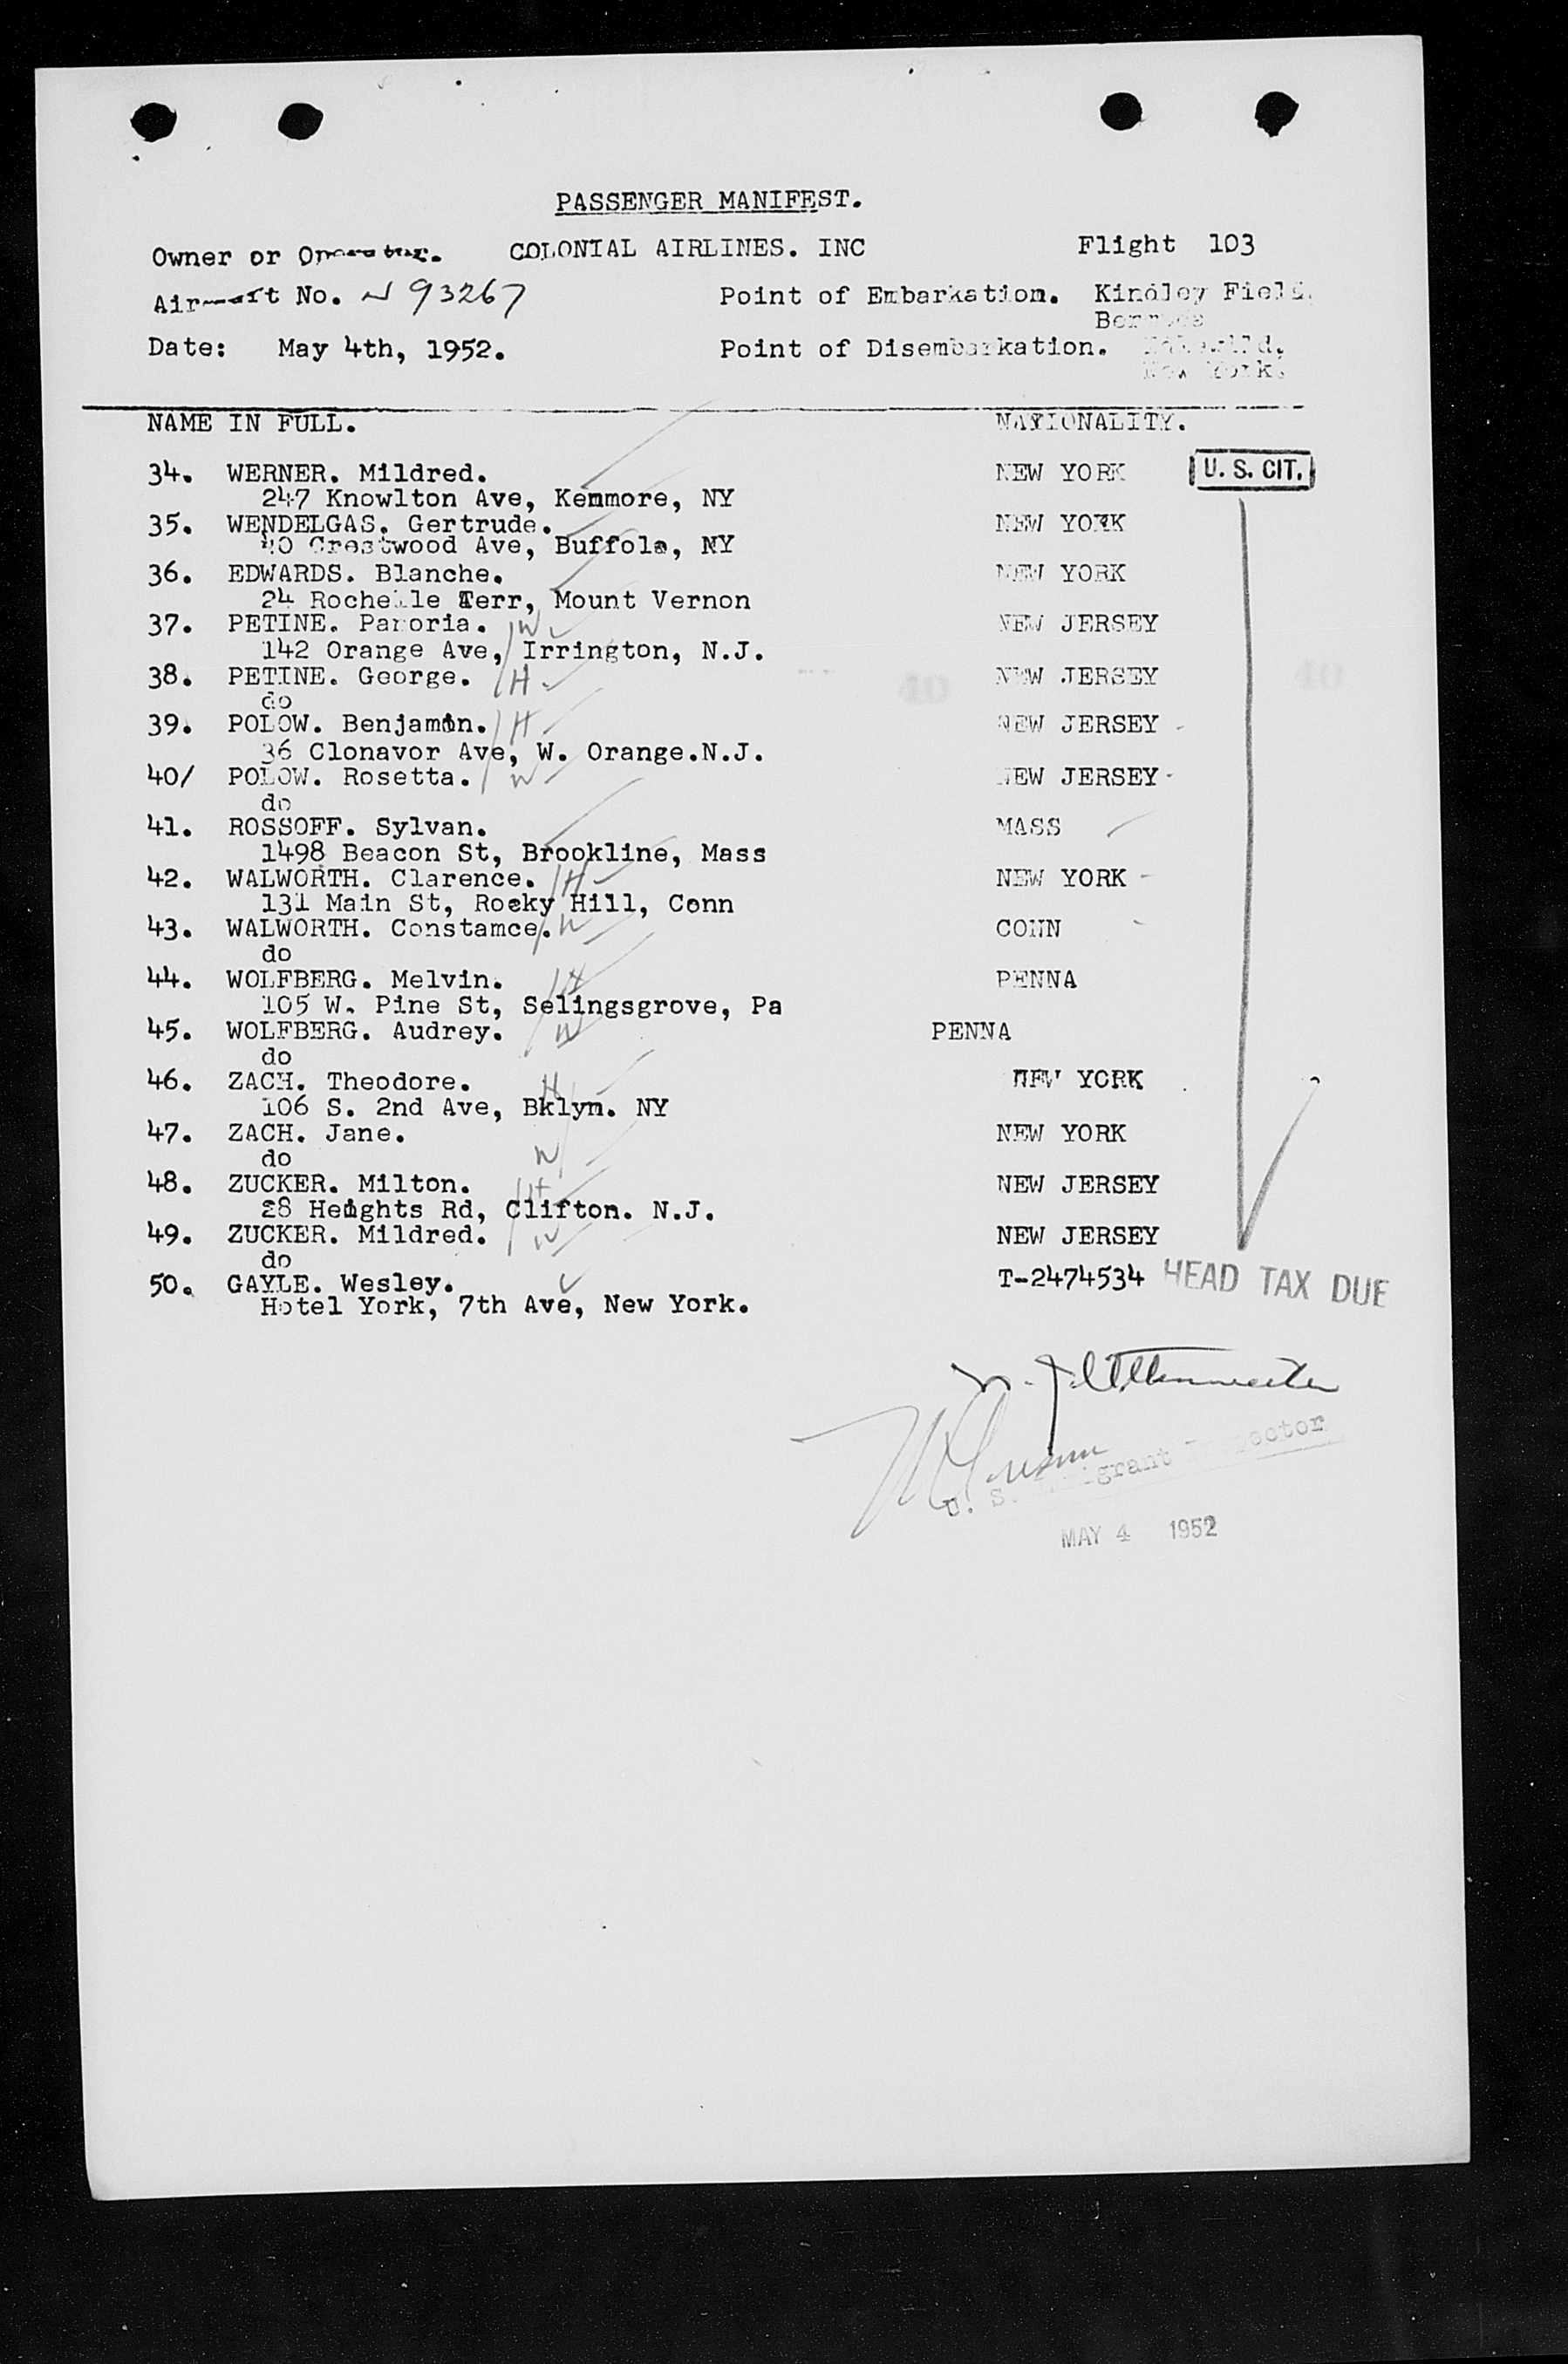 PASSENGER MANIFEST.
Owner or Operator. COLONIAL AIRLINES. INC Flight 103
Aircraft No. N 93267 Point of Embarkation. Kindley Field,
Bermuda
Date: May 4th, 1952. Point of Disembarkation. Idlewild,
New York.
NAME IN FULL. NATIONALITY.
34. WERNER. Mildred. NEW YORK U. S. CIT.
247 Knowlton Ave, Kenmore, NY
35. WENDELGAS. Gertrude. NEW YORK
Crestwood Ave, Buffolo, NY
36. EDWARDS. Blanche. NEW YORK
24 Rochelle Terr, Mount Vernon
37. PETINE. W NEW JERSEY
142 Orange Ave, Irrington, N.J.
38. PETINE. George. H NEW JERSEY
do
39. POLOW. Benjamin. H NEW JERSEY
36 Clonavor Ave, W. Orange.N.J.
40/ POLOW. Rosetta. W NEW JERSEY
do
41. ROSSOFF. Sylvan. MASS
1498 Beacon St, Brookline, Mass
42. WALWORTH. Clarence. H NEW YORK
131 Main St, Rocky Hill, Conn
43. WALWORTH. Constamce. W CONN
do
44. WOLFBERG. Melvin. H PENNA
105 W. Pine St, Selingsgrove, Pa
45. WOLFBERG. Audrey. W PENNA
do
46. ZACH. Theodore. H NEW YORK
106 S. 2nd Ave, Bklyn. NY
47. ZACH. Jane. NEW YORK
do W
48. ZUCKER. Milton. H NEW JERSEY
28 Heights Rd, Clifton. N.J.
49. ZUCKER. Mildred. W NEW JERSEY
do
50. GAYLE. Wesley. T-2474534 HEAD TAX DUE
Hotel York, 7th Ave, New York.
U. S. Immigrant Inspector
MAY 4 1952